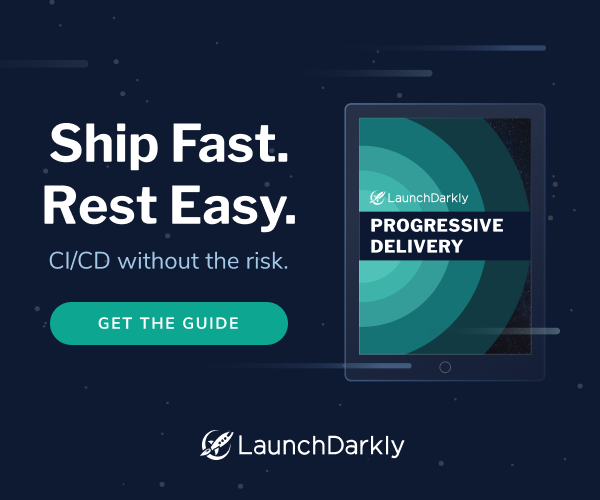 Ship Fast.
Rest Easy.
CI/CD without the risk.
GET THE GUIDE
LaunchDarkly
PROGRESSIVE
DELIVERY
LaunchDarkly